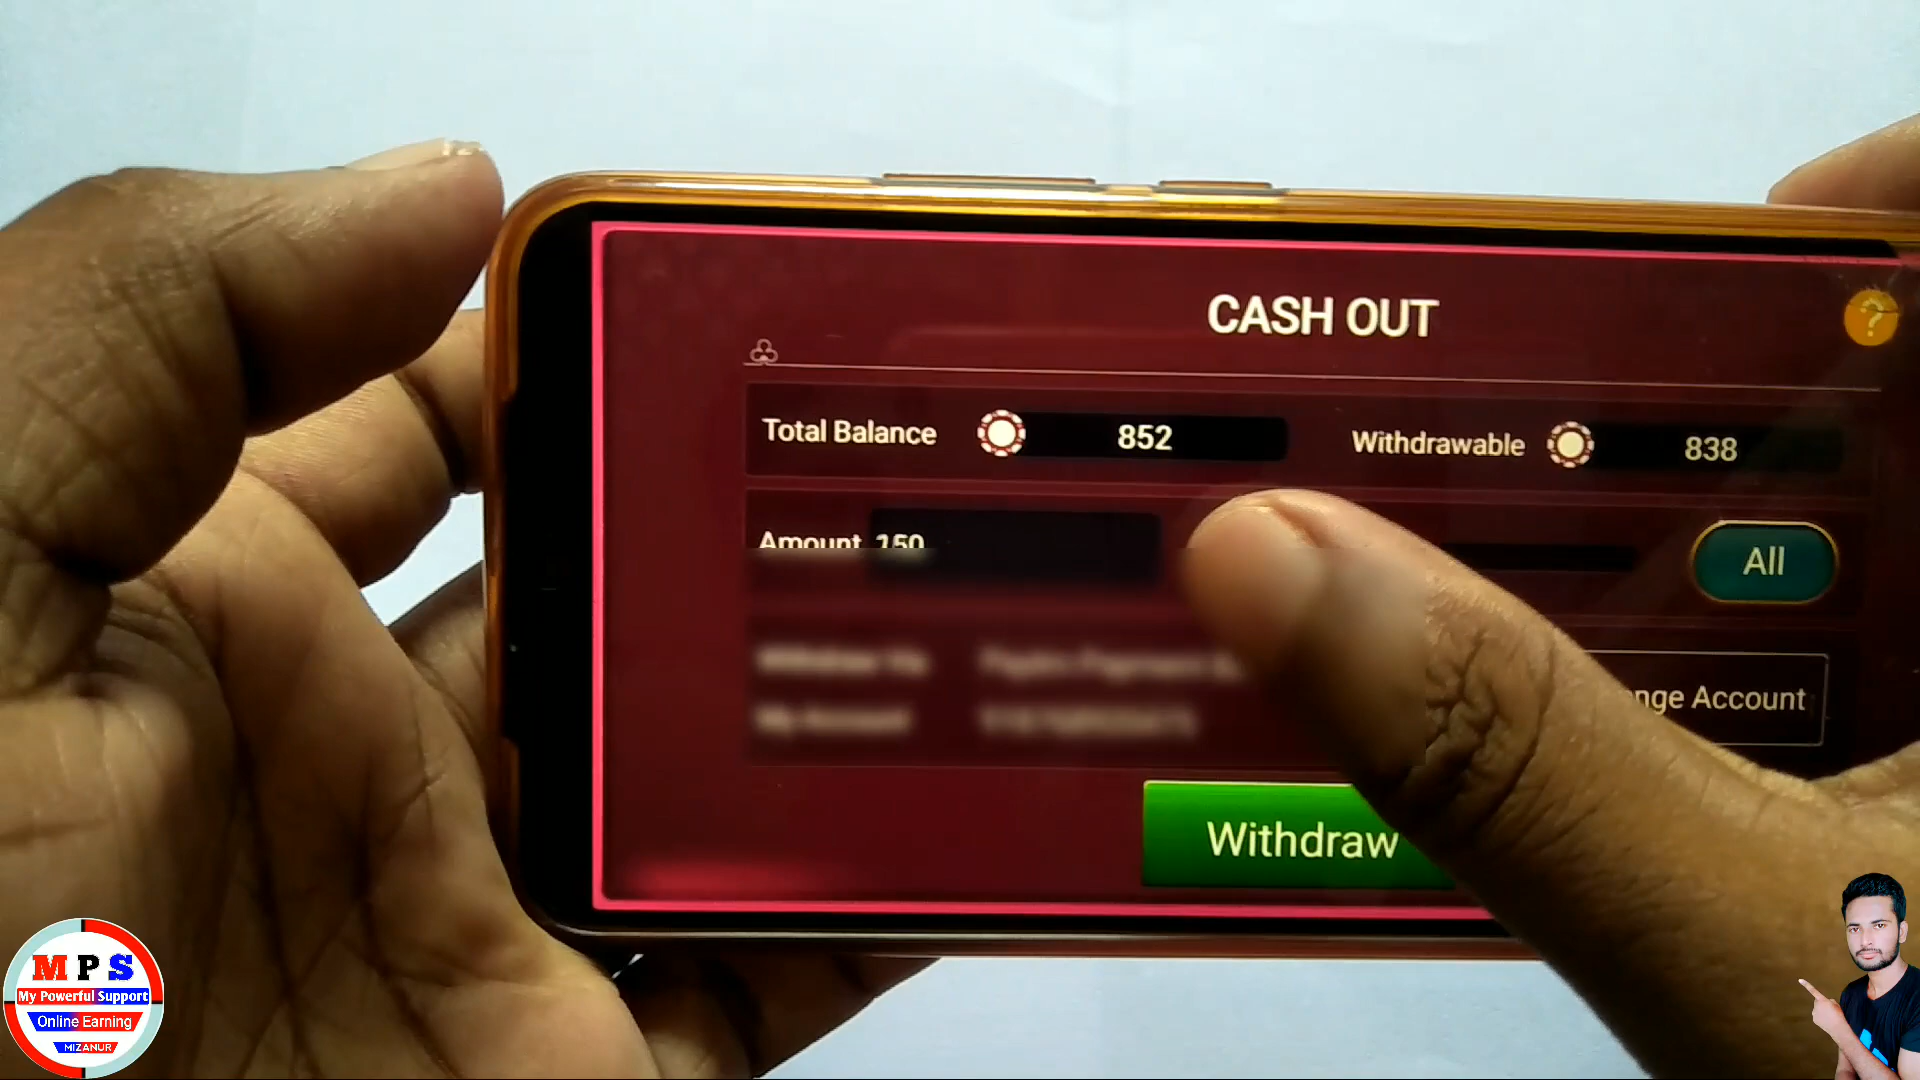 CASH OUT
?
Total Balance 852 Withdrawable 838
Amount 150 All
nge Account
Withdraw
M P S
My Powerful Support
Online Earning
MIZANUR